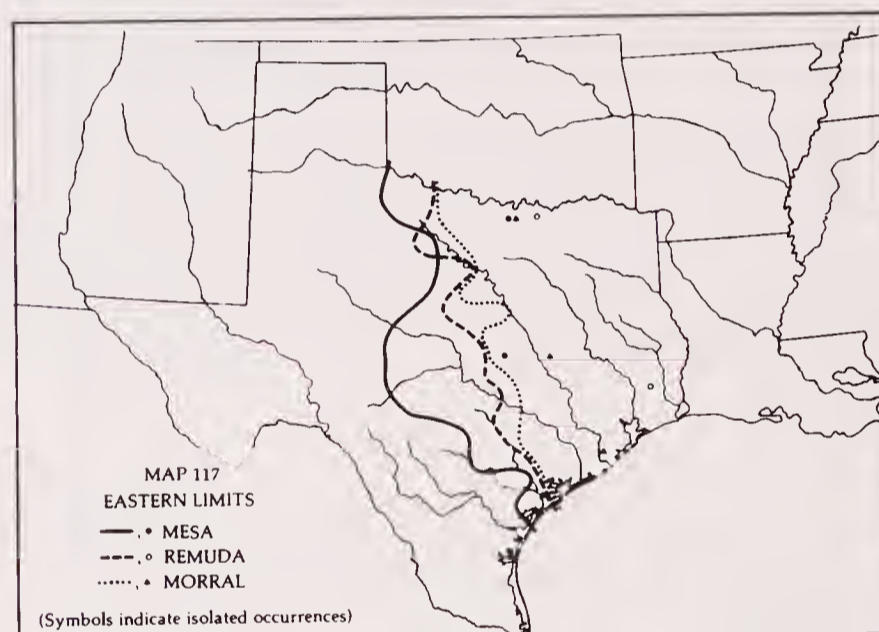 MAP 117
EASTERN LIMITS
MESA
REMUDA
MORRAL
(Symbols indicate isolated occurrences)